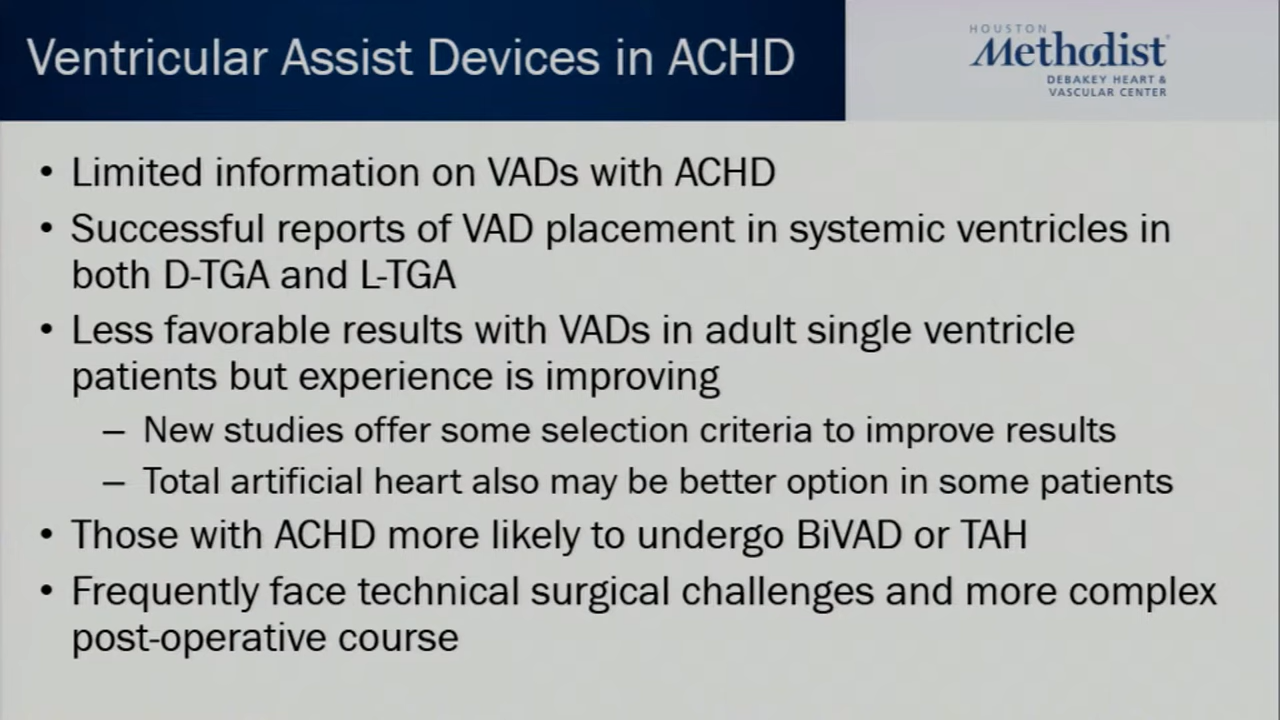 Ventricular Assist Devices in ACHD
HOUSTON
Methodist
DEBAKEY HEART &
VASCULAR CENTER
• Limited information on VADs with ACHD
• Successful reports of VAD placement in systemic ventricles in
both D-TGA and L-TGA
• Less favorable results with VADs in adult single ventricle
patients but experience is improving
– New studies offer some selection criteria to improve results
– Total artificial heart also may be better option in some patients
• Those with ACHD more likely to undergo BiVAD or TAH
• Frequently face technical surgical challenges and more complex
post-operative course